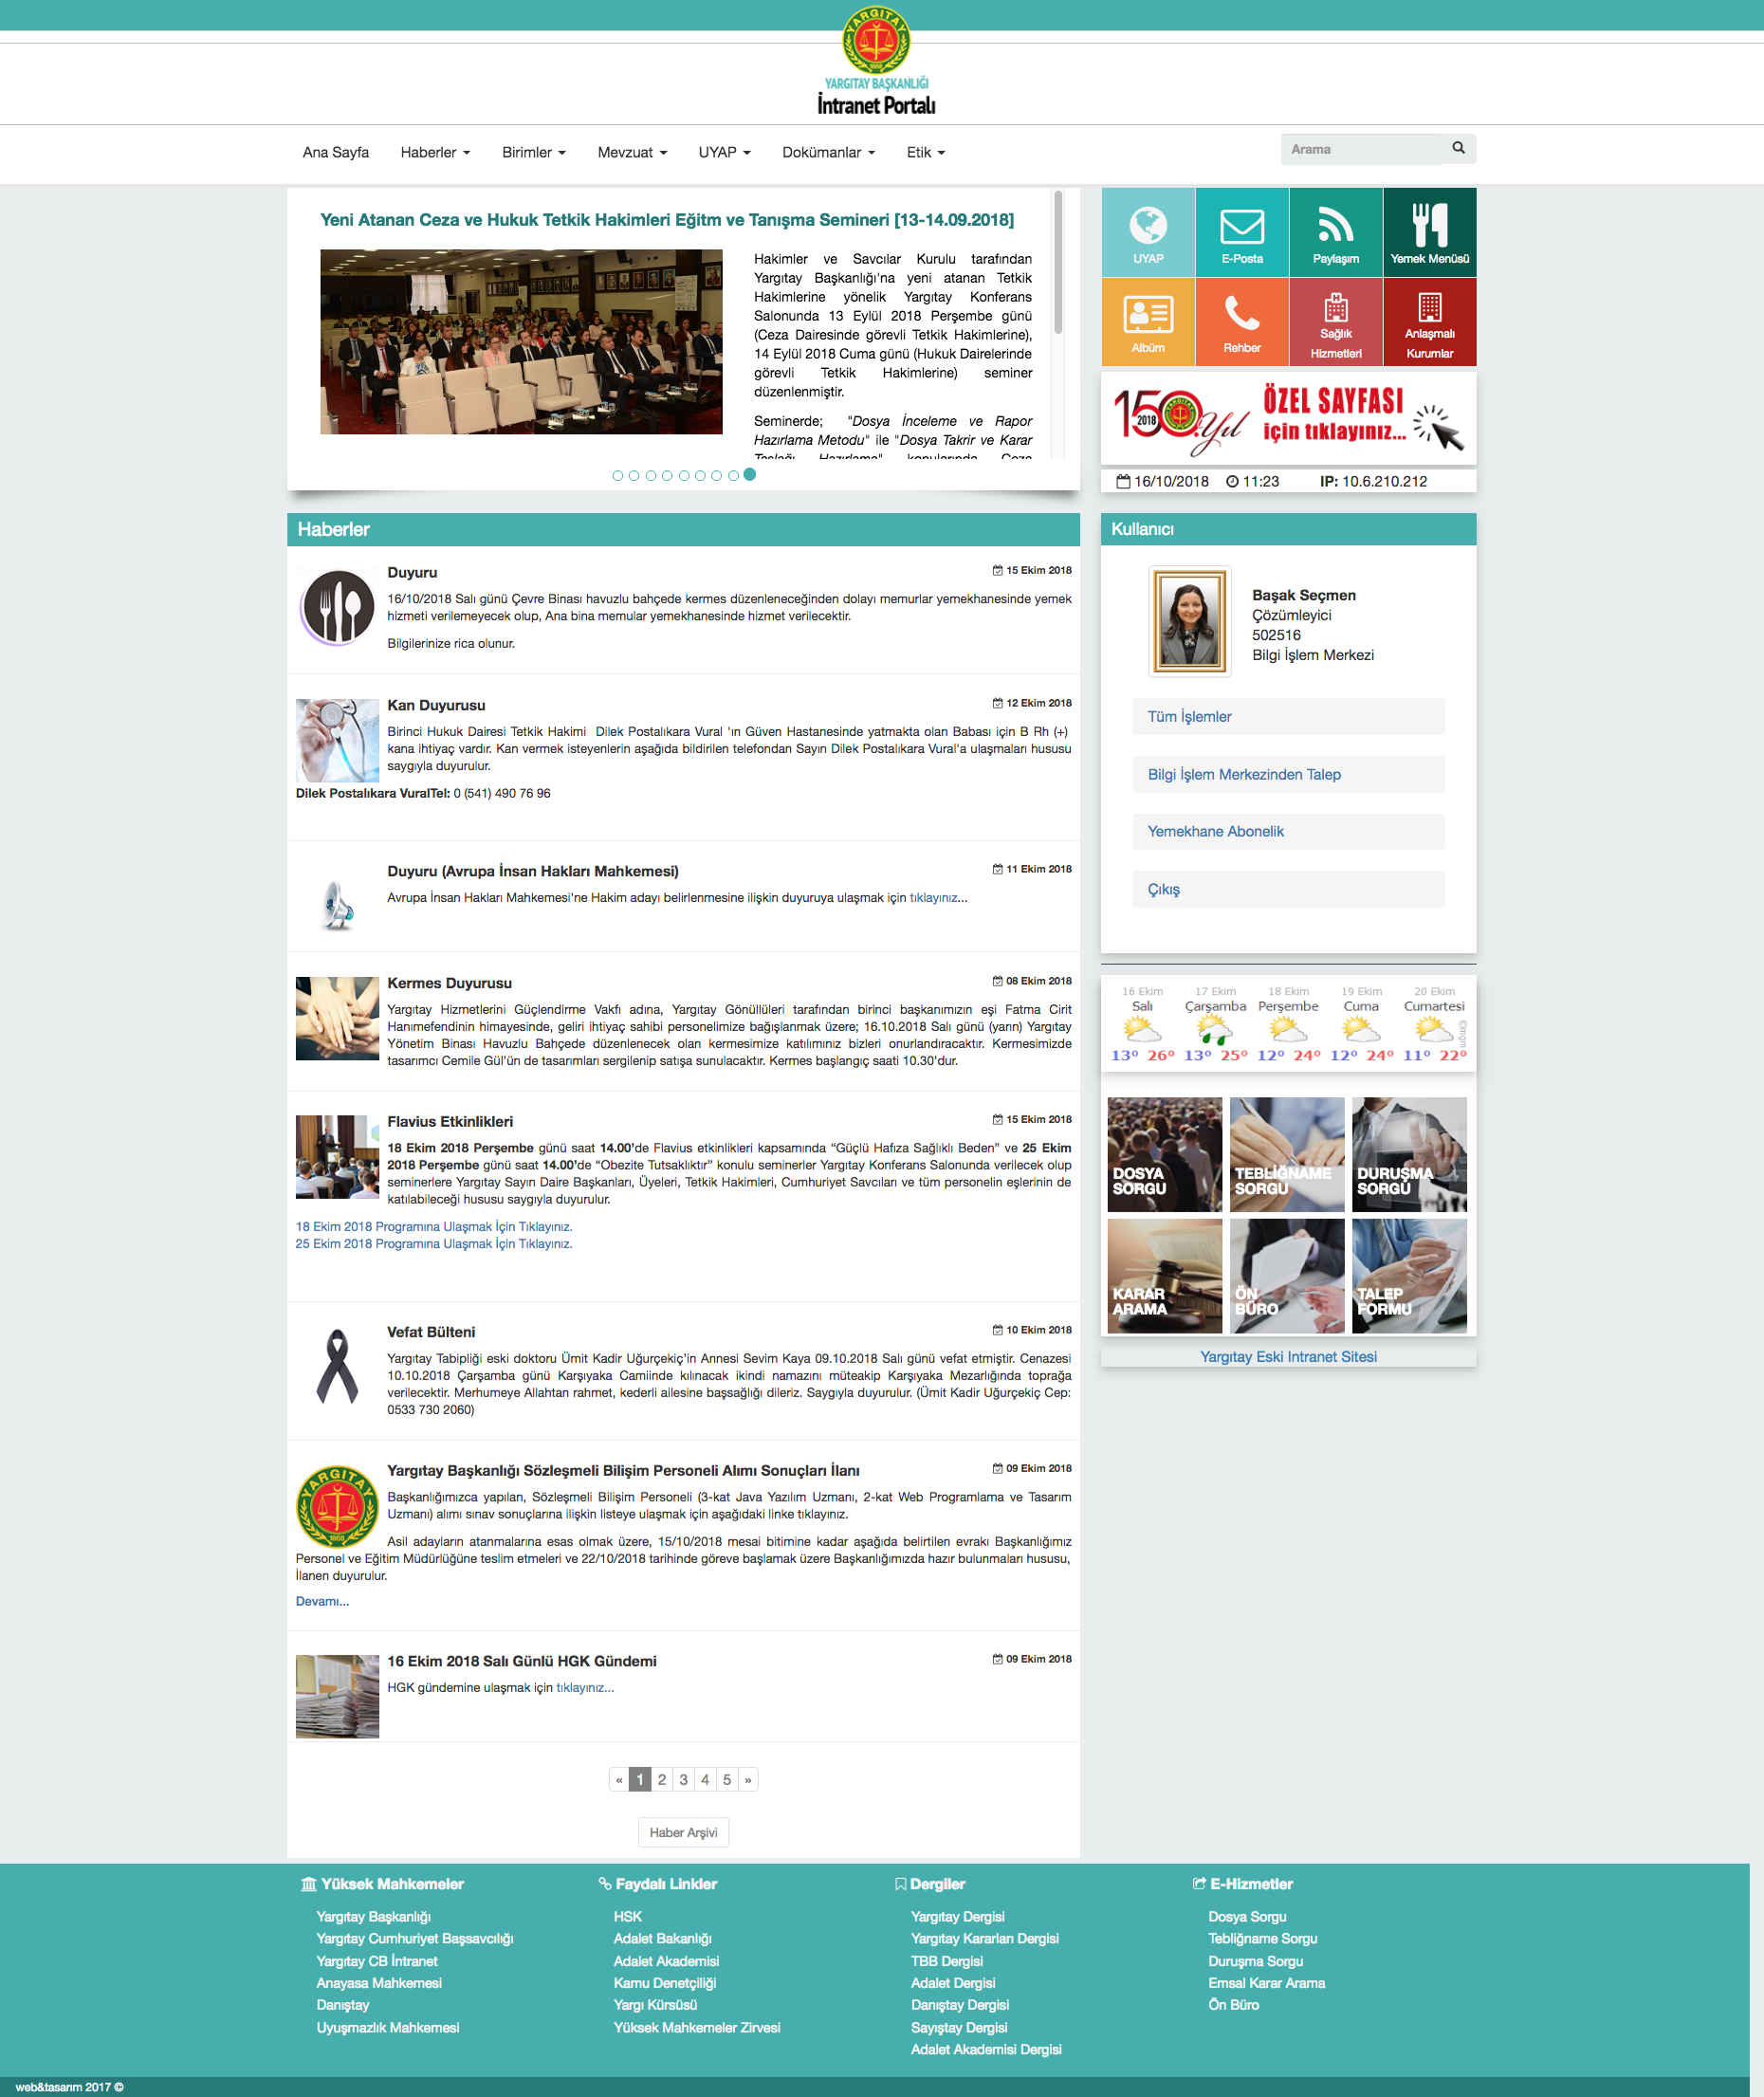 YARGITAY
1868
YARGITAY BAŞKANLIĞI
İntranet Portalı
Ana Sayfa
Haberler
Birimler
Mevzuat
UYAP
Dokümanlar
Etik
Arama
Yeni Atanan Ceza ve Hukuk Tetkik Hakimleri Eğitm ve Tanışma Semineri [13-14.09.2018]
Hakimler ve Savcılar Kurulu tarafından
Yargıtay Başkanlığı'na yeni atanan Tetkik
Hakimlerine yönelik Yargıtay Konferans
Salonunda 13 Eylül 2018 Perşembe günü
(Ceza Dairesinde görevli Tetkik Hakimlerine),
14 Eylül 2018 Cuma günü (Hukuk Dairelerinde
görevli Tetkik Hakimlerine) seminer
düzenlenmiştir.
Seminerde; "Dosya İnceleme ve Rapor
Hazırlama Metodu" ile "Dosya Takrir ve Karar
Taslağı Hazırlama" konularında Ceza
UYAP
E-Posta
Paylaşım
Yemek Menüsü
Albüm
Rehber
Sağlık
Hizmetleri
Anlaşmalı
Kurumlar
150.Yıl
2018
ÖZEL SAYFASI
için tıklayınız...
16/10/2018 11:23 IP: 10.6.210.212
Haberler
Duyuru
15 Ekim 2018
16/10/2018 Salı günü Çevre Binası havuzlu bahçede kermes düzenleneceğinden dolayı memurlar yemekhanesinde yemek
hizmeti verilemeyecek olup, Ana bina memular yemekhanesinde hizmet verilecektir.
Bilgilerinize rica olunur.
Kan Duyurusu
12 Ekim 2018
Birinci Hukuk Dairesi Tetkik Hakimi Dilek Postalıkara Vural 'ın Güven Hastanesinde yatmakta olan Babası için B Rh (+)
kana ihtiyaç vardır. Kan vermek isteyenlerin aşağıda bildirilen telefondan Sayın Dilek Postalıkara Vural'a ulaşmaları hususu
saygıyla duyurulur.
Dilek Postalıkara VuralTel: 0 (541) 490 76 96
Duyuru (Avrupa İnsan Hakları Mahkemesi)
11 Ekim 2018
Avrupa İnsan Hakları Mahkemesi'ne Hakim adayı belirlenmesine ilişkin duyuruya ulaşmak için tıklayınız...
Kermes Duyurusu
08 Ekim 2018
Yargıtay Hizmetlerini Güçlendirme Vakfı adına, Yargıtay Gönüllüleri tarafından birinci başkanımızın eşi Fatma Cirit
Hanımefendinin himayesinde, geliri ihtiyaç sahibi personelimize bağışlanmak üzere; 16.10.2018 Salı günü (yarın) Yargıtay
Yönetim Binası Havuzlu Bahçede düzenlenecek olan kermesimize katılımınız bizleri onurlandıracaktır. Kermesimizde
tasarımcı Cemile Gül'ün de tasarımları sergilenip satışa sunulacaktır. Kermes başlangıç saati 10.30'dur.
Flavius Etkinlikleri
15 Ekim 2018
18 Ekim 2018 Perşembe günü saat 14.00'de Flavius etkinlikleri kapsamında “Güçlü Hafıza Sağlıklı Beden” ve 25 Ekim
2018 Perşembe günü saat 14.00'de “Obezite Tutsaklıktır” konulu seminerler Yargıtay Konferans Salonunda verilecek olup
seminerlere Yargıtay Sayın Daire Başkanları, Üyeleri, Tetkik Hakimleri, Cumhuriyet Savcıları ve tüm personelin eşlerinin de
katılabileceği hususu saygıyla duyurulur.
18 Ekim 2018 Programına Ulaşmak İçin Tıklayınız.
25 Ekim 2018 Programına Ulaşmak İçin Tıklayınız.
Vefat Bülteni
10 Ekim 2018
Yargıtay Tabipliği eski doktoru Ümit Kadir Uğurçekiç'in Annesi Sevim Kaya 09.10.2018 Salı günü vefat etmiştir. Cenazesi
10.10.2018 Çarşamba günü Karşıyaka Camiinde kılınacak ikindi namazını müteakip Karşıyaka Mezarlığında toprağa
verilecektir. Merhumeye Allahtan rahmet, kederli ailesine başsağlığı dileriz. Saygıyla duyurulur. (Ümit Kadir Uğurçekiç Cep:
0533 730 2060)
YARGITAY
1868
Yargıtay Başkanlığı Sözleşmeli Bilişim Personeli Alımı Sonuçları İlanı
09 Ekim 2018
Başkanlığımızca yapılan, Sözleşmeli Bilişim Personeli (3-kat Java Yazılım Uzmanı, 2-kat Web Programlama ve Tasarım
Uzmanı) alımı sınav sonuçlarına ilişkin listeye ulaşmak için aşağıdaki linke tıklayınız.
Asil adayların atanmalarına esas olmak üzere, 15/10/2018 mesai bitimine kadar aşağıda belirtilen evrakı Başkanlığımız
Personel ve Eğitim Müdürlüğüne teslim etmeleri ve 22/10/2018 tarihinde göreve başlamak üzere Başkanlığımızda hazır bulunmaları hususu,
İlanen duyurulur.
Devamı...
16 Ekim 2018 Salı Günlü HGK Gündemi
09 Ekim 2018
HGK gündemine ulaşmak için tıklayınız...
« 1 2 3 4 5 »
Haber Arşivi
Kullanıcı
Başak Seçmen
Çözümleyici
502516
Bilgi İşlem Merkezi
Tüm İşlemler
Bilgi İşlem Merkezinden Talep
Yemekhane Abonelik
Çıkış
16 Ekim 17 Ekim 18 Ekim 19 Ekim 20 Ekim
Salı Çarşamba Perşembe Cuma Cumartesi
©mgm
13° 26° 13° 25° 12° 24° 12° 24° 11° 22°
DOSYA
SORGU
TEBLİĞNAME
SORGU
DURUŞMA
SORGU
KARAR
ARAMA
ÖN
BÜRO
TALEP
FORMU
Yargıtay Eski Intranet Sitesi
Yüksek Mahkemeler
Yargıtay Başkanlığı
Yargıtay Cumhuriyet Başsavcılığı
Yargıtay CB İntranet
Anayasa Mahkemesi
Danıştay
Uyuşmazlık Mahkemesi
Faydalı Linkler
HSK
Adalet Bakanlığı
Adalet Akademisi
Kamu Denetçiliği
Yargı Kürsüsü
Yüksek Mahkemeler Zirvesi
Dergiler
Yargıtay Dergisi
Yargıtay Kararları Dergisi
TBB Dergisi
Adalet Dergisi
Danıştay Dergisi
Sayıştay Dergisi
Adalet Akademisi Dergisi
E-Hizmetler
Dosya Sorgu
Tebliğname Sorgu
Duruşma Sorgu
Emsal Karar Arama
Ön Büro
web&tasarım 2017 ©